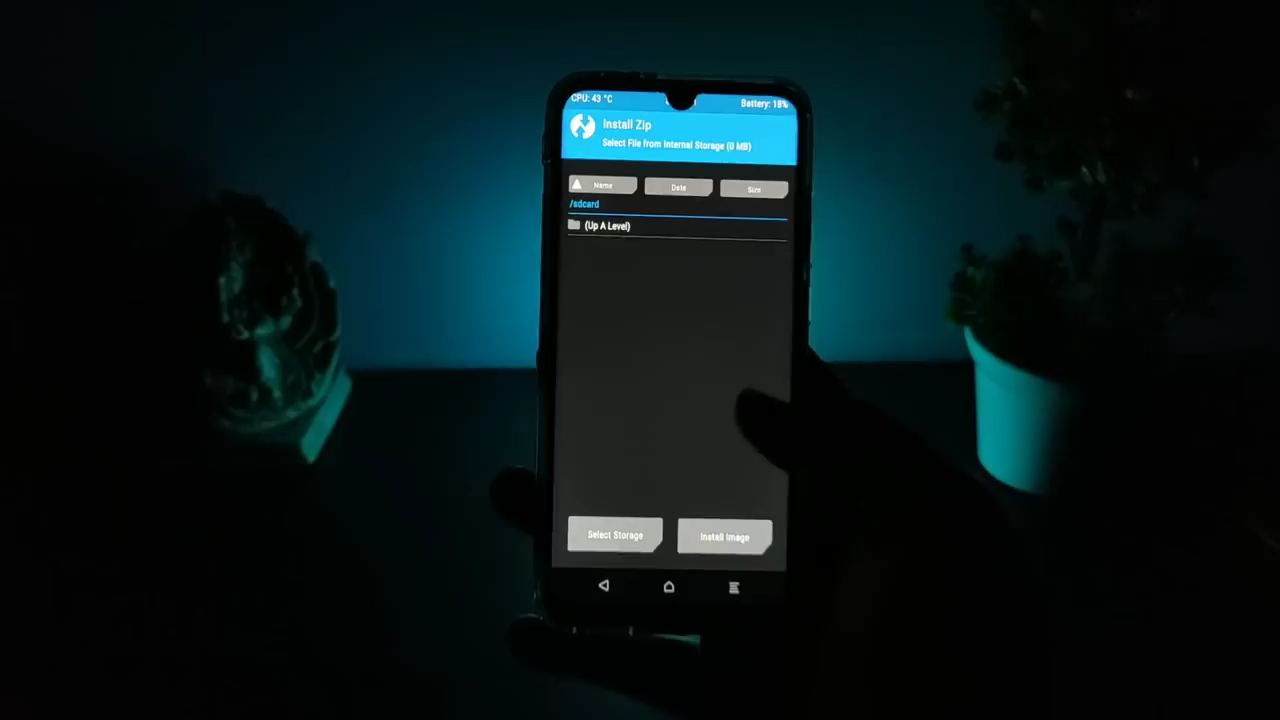 CPU: 43 °C Battery: 18%
Install Zip
Select File from Internal Storage (0 MB)
Name Date Size
/sdcard
(Up A Level)
Select Storage Install Image